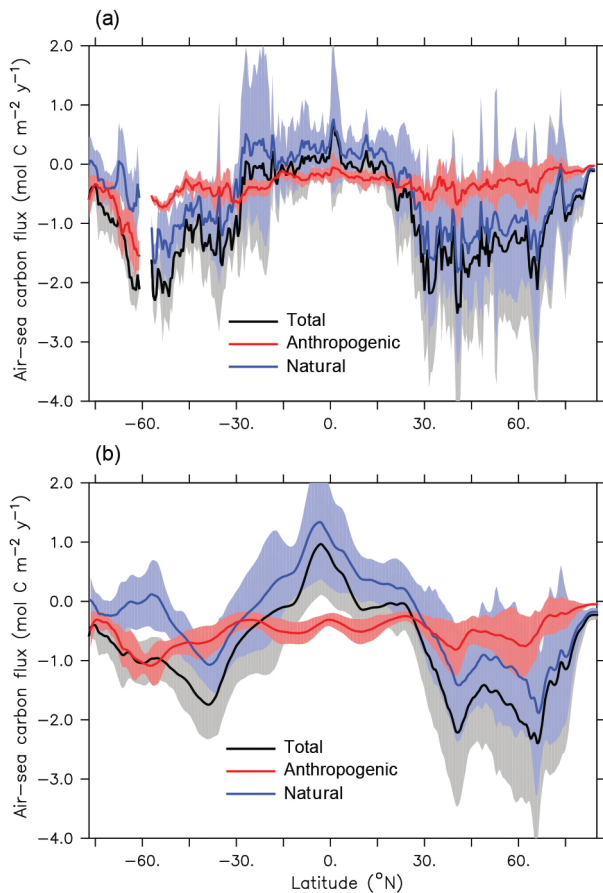 (a)
2.0
1.0
0.0
-1.0
-2.0
-3.0
-4.0
Air-sea carbon flux (mol C m⁻² y⁻¹)
Total
Anthropogenic
Natural
-60. -30. 0. 30. 60.
(b)
2.0
1.0
0.0
-1.0
-2.0
-3.0
-4.0
Air-sea carbon flux (mol C m⁻² y⁻¹)
Total
Anthropogenic
Natural
-60. -30. 0. 30. 60.
Latitude (°N)